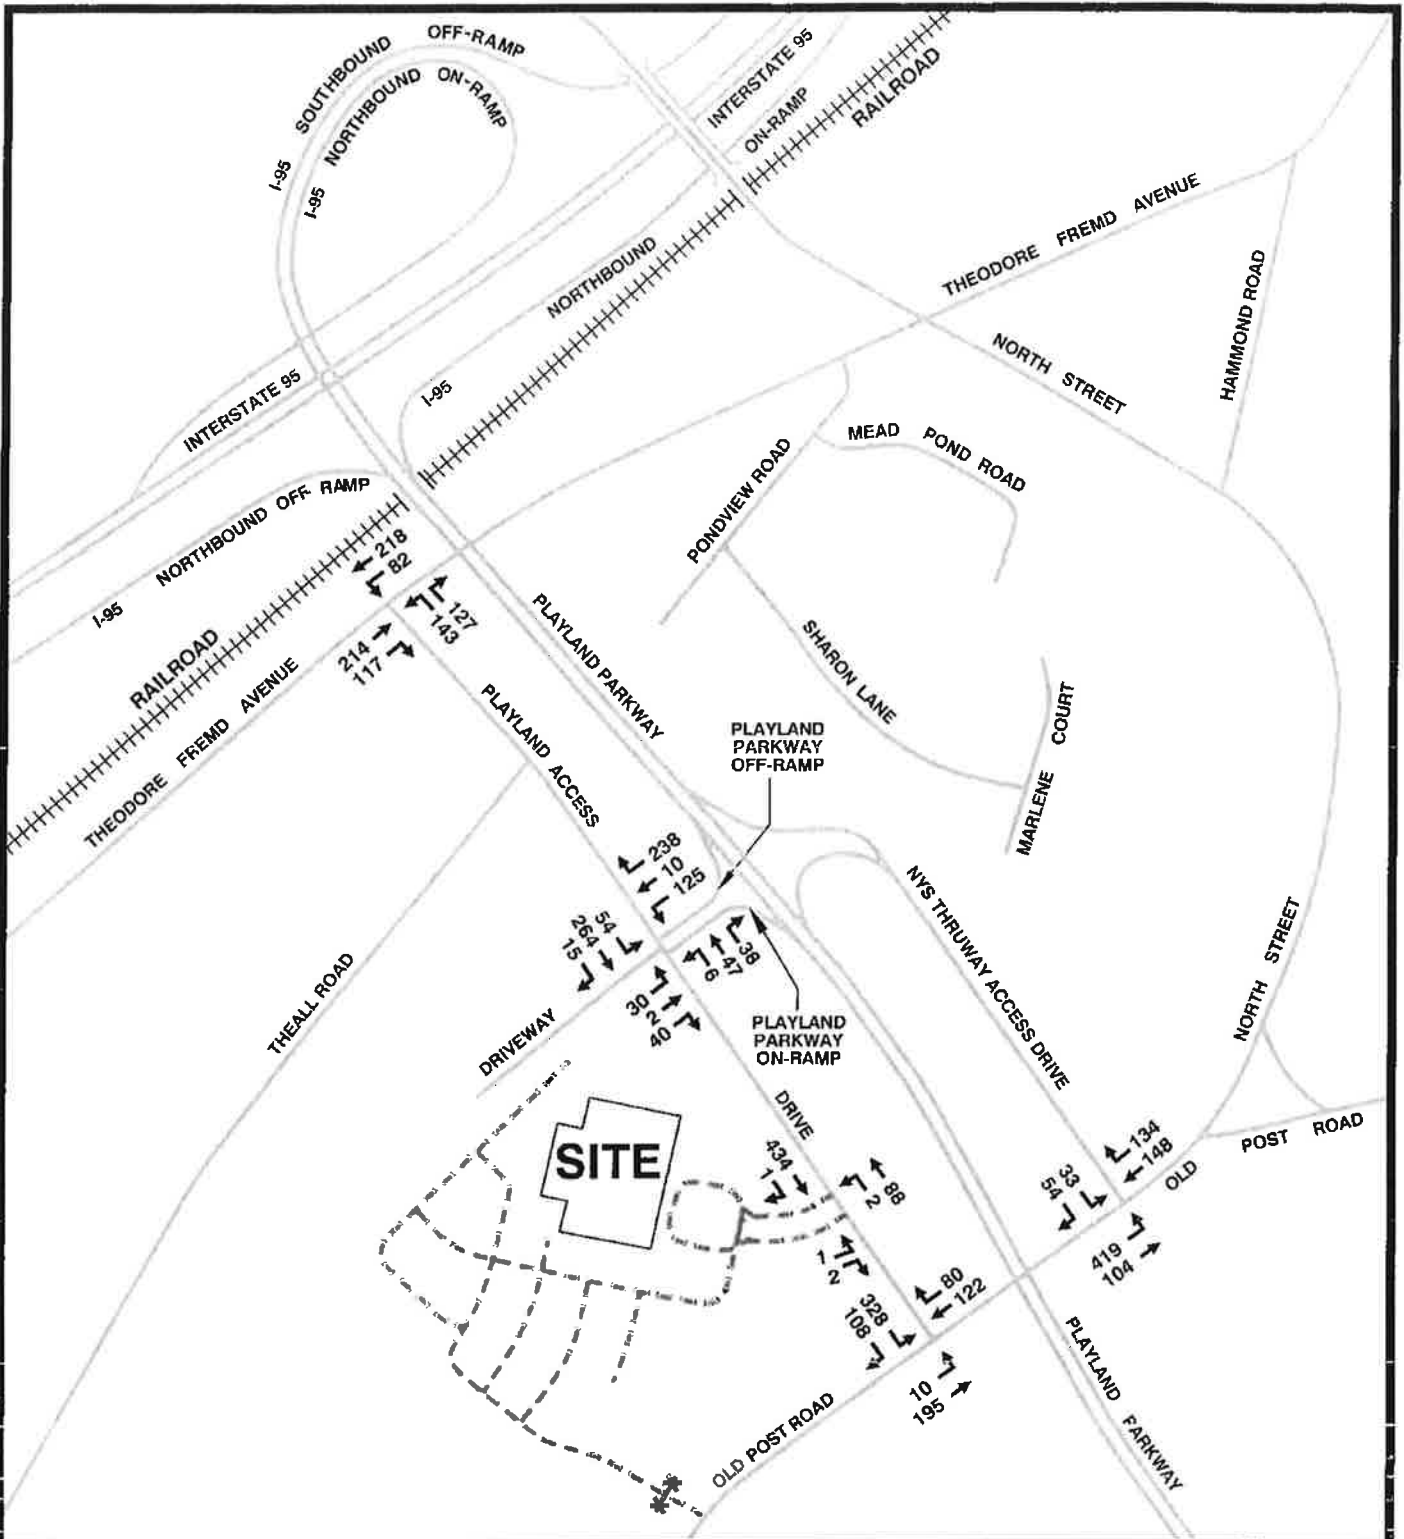 OFF-RAMP
SOUTHBOUND
I-95
NORTHBOUND ON-RAMP
I-95
INTERSTATE 95
ON-RAMP
RAILROAD
THEODORE FREMD AVENUE
HAMMOND ROAD
NORTHBOUND
I-95
NORTH STREET
INTERSTATE 95
MEAD POND ROAD
PONDVIEW ROAD
NORTHBOUND OFF- RAMP
I-95
218
82
127
143
214
117
RAILROAD
THEODORE FREMD AVENUE
PLAYLAND PARKWAY
PLAYLAND ACCESS
SHARON LANE
MARLENE COURT
PLAYLAND
PARKWAY
OFF-RAMP
238
10
125
54
264
15
38
47
6
30
2
40
NYS THRUWAY ACCESS DRIVE
NORTH STREET
THEALL ROAD
DRIVEWAY
PLAYLAND
PARKWAY
ON-RAMP
DRIVE
SITE
434
1
88
2
1
2
134
148
33
54
419
104
OLD
POST ROAD
80
122
328
108
10
195
OLD POST ROAD
PLAYLAND PARKWAY